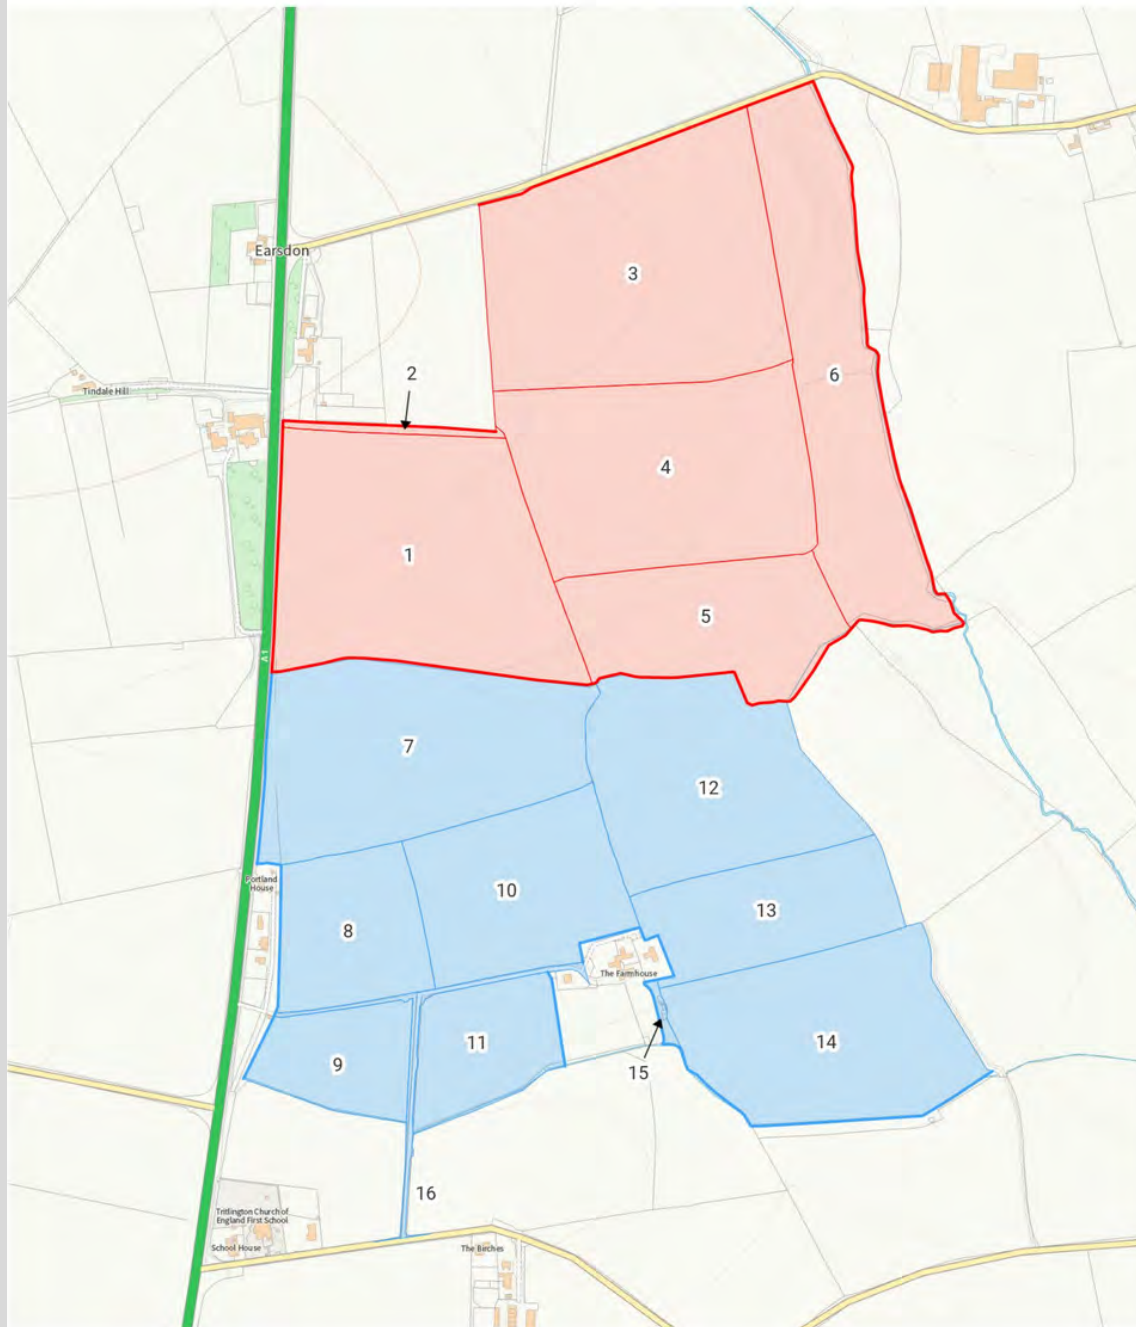 Earsdon
3
2
6
Tindale Hill
4
1
5
A1
7
12
Portland
House
10
13
8
The Farmhouse
11
14
9
15
16
Tritlington Church of
England First School
School House
The Birches